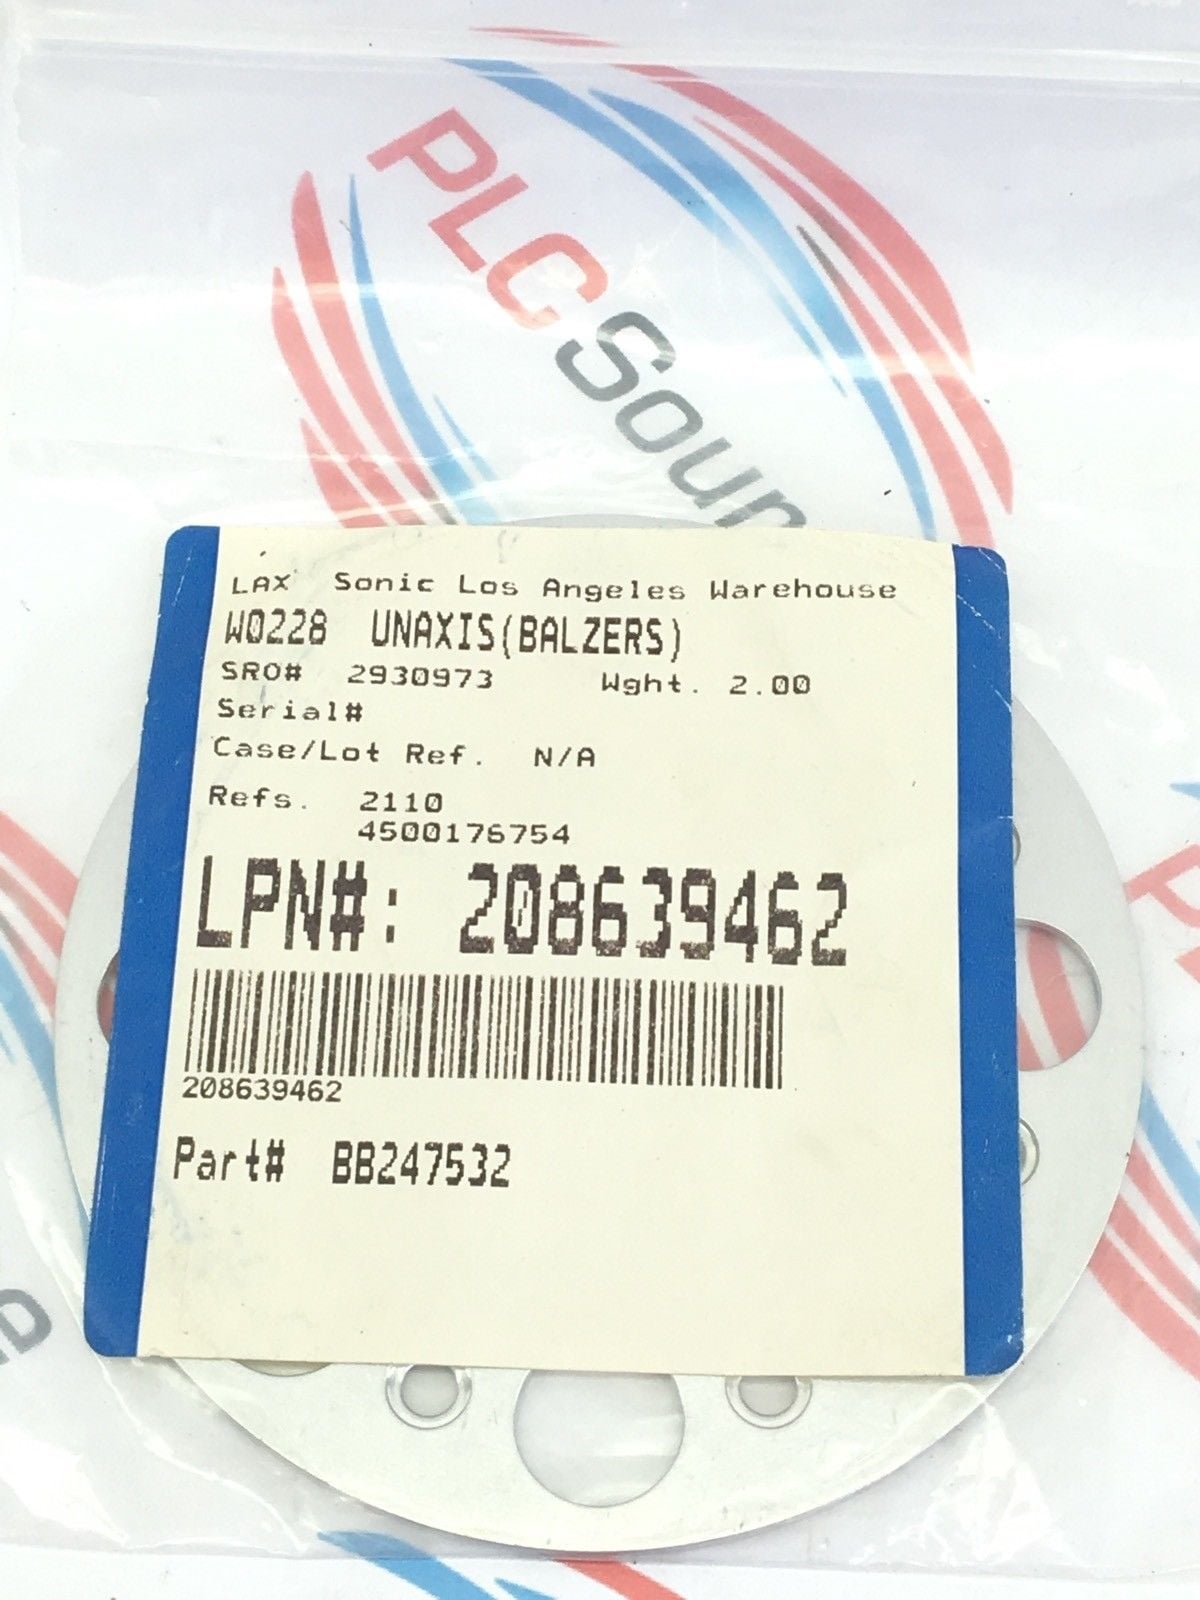 PLC Sour
LAX Sonic Los Angeles Warehouse
W0228 UNAXIS(BALZERS)
SRO# 2930973 Wght. 2.00
Serial#
Case/Lot Ref. N/A
Refs. 2110
4500176754
LPN#: 208639462
208639462
Part# BB247532